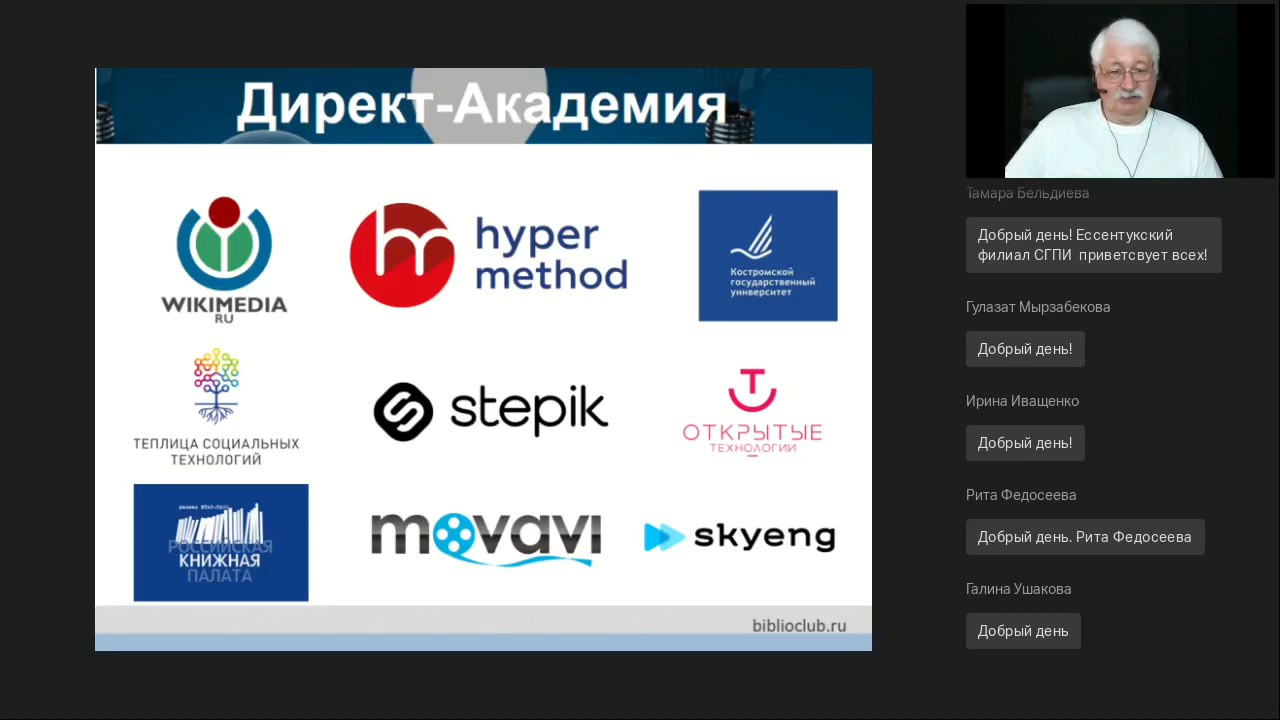 Директ-Академия
WIKIMEDIA
RU
hyper
method
Костромской
государственный
университет
ТЕПЛИЦА СОЦИАЛЬНЫХ
ТЕХНОЛОГИЙ
stepik
ОТКРЫТЫЕ
ТЕХНОЛОГИИ
РОССИЙСКАЯ
КНИЖНАЯ
ПАЛАТА
movavi
skyeng
biblioclub.ru
Тамара Бельдиева
Добрый день! Ессентукский
филиал СГПИ приветсвует всех!
Гулазат Мырзабекова
Добрый день!
Ирина Иващенко
Добрый день!
Рита Федосеева
Добрый день. Рита Федосеева
Галина Ушакова
Добрый день